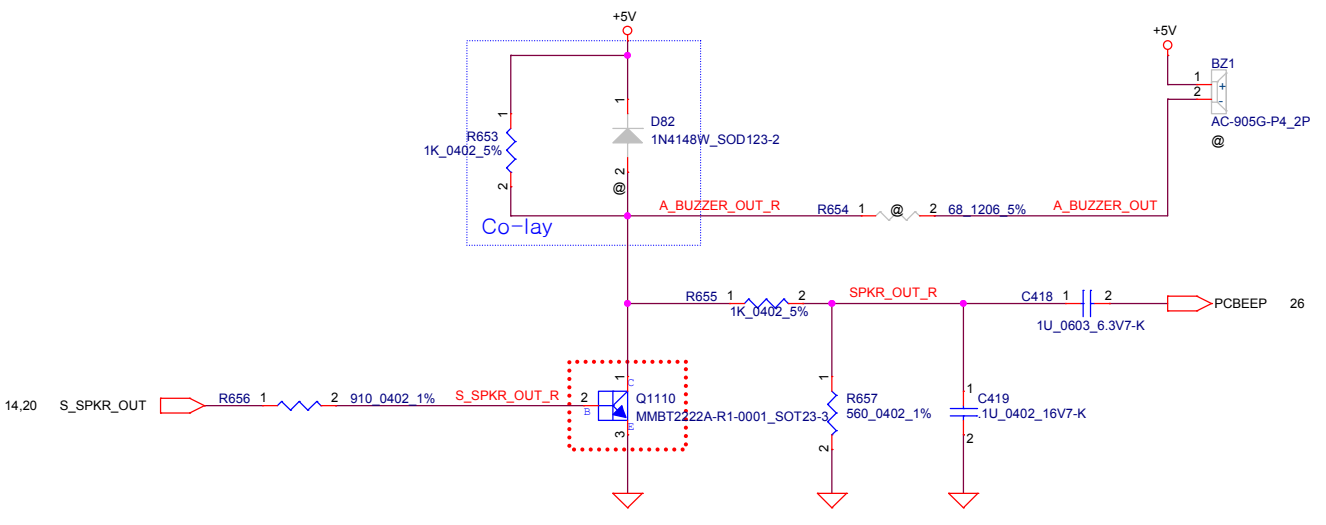 +5V
+5V
BZ1
1
+
2
-
AC-905G-P4_2P
@
1
R653
1K_0402_5%
2
1
D82
1N4148W_SOD123-2
2
@
Co-lay
A_BUZZER_OUT_R
R654 1 @ 2 68_1206_5%
A_BUZZER_OUT
R655 1 2
1K_0402_5%
SPKR_OUT_R
C418 1 2
1U_0603_6.3V7-K
PCBEEP 26
14,20 S_SPKR_OUT
R656 1 2 910_0402_1%
S_SPKR_OUT_R
2
B
1
C
Q1110
MMBT2222A-R1-0001_SOT23-3
E
3
1
R657
560_0402_1%
2
1
C419
.1U_0402_16V7-K
2